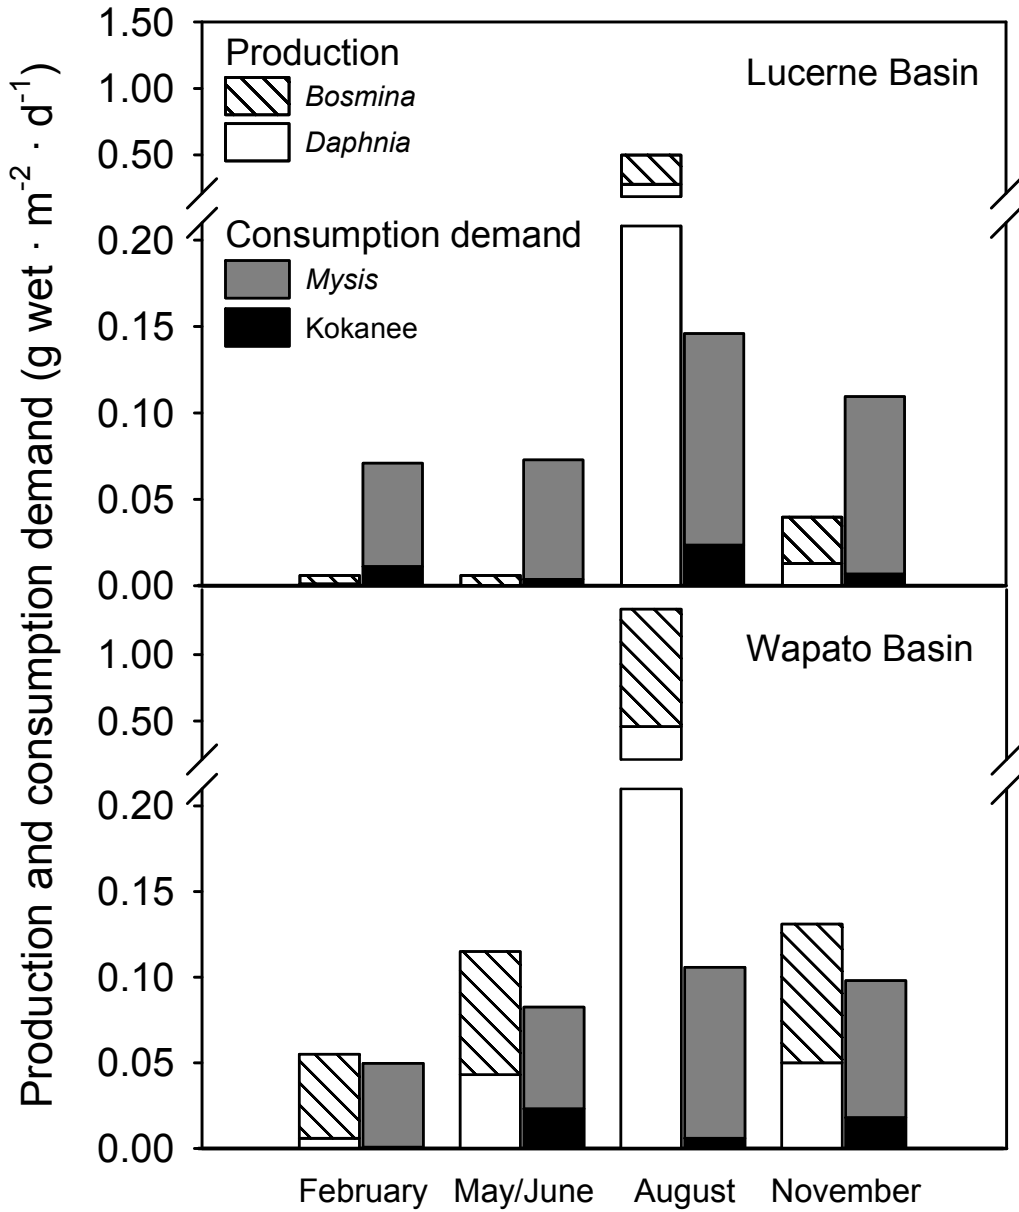 Production and consumption demand (g wet · m-2 · d-1)
1.50
1.00
0.50
0.20
0.15
0.10
0.05
0.00
Production
Bosmina
Daphnia
Lucerne Basin
Consumption demand
Mysis
Kokanee
1.00
0.50
0.20
0.15
0.10
0.05
0.00
Wapato Basin
February May/June August November